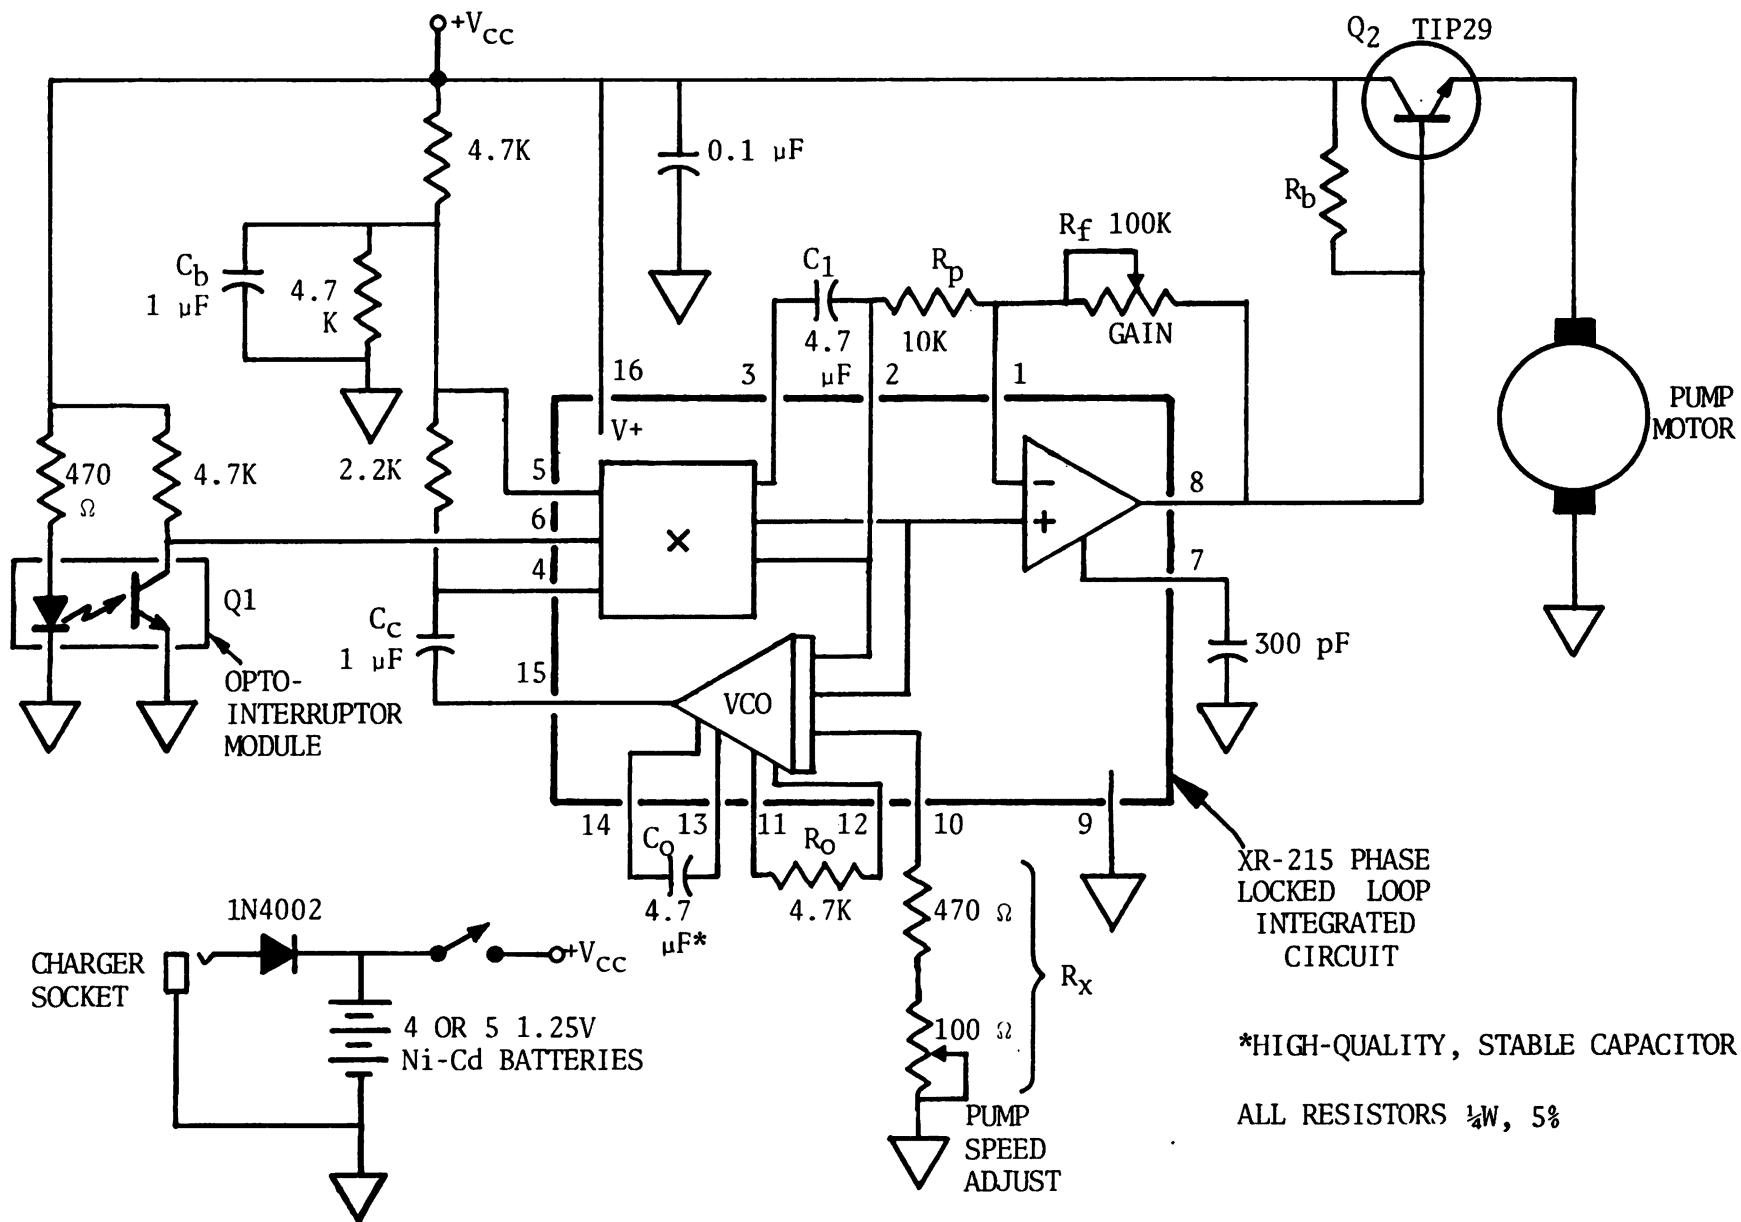 +Vcc
Q2 TIP29
4.7K
0.1 µF
Rb
Cb
1 µF
4.7
K
C1
4.7
µF
Rp
10K
Rf 100K
GAIN
PUMP
MOTOR
16
3
2
1
V+
470
Ω
4.7K
2.2K
5
6
4
15
×
−
+
8
7
Q1
OPTO-
INTERRUPTOR
MODULE
Cc
1 µF
VCO
300 pF
14
13
11
12
10
9
Co
4.7
µF*
Ro
4.7K
XR-215 PHASE
LOCKED LOOP
INTEGRATED
CIRCUIT
470 Ω
Rx
100 Ω
PUMP
SPEED
ADJUST
1N4002
+Vcc
CHARGER
SOCKET
4 OR 5 1.25V
Ni-Cd BATTERIES
*HIGH-QUALITY, STABLE CAPACITOR
ALL RESISTORS ¼W, 5%